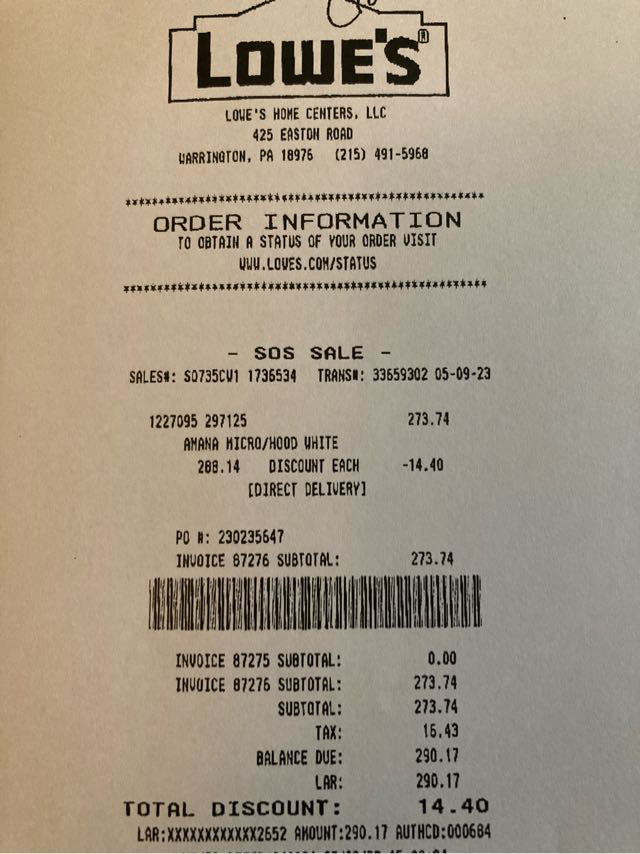 LOWE'S®
LOWE'S HOME CENTERS, LLC
425 EASTON ROAD
WARRINGTON, PA 18976 (215) 491-5968
************************************************
ORDER INFORMATION
TO OBTAIN A STATUS OF YOUR ORDER VISIT
WWW.LOWES.COM/STATUS
************************************************
- SOS SALE -
SALES#: SO735CW1 1736534 TRANS#: 33659302 05-09-23
1227095 297125 273.74
AMANA MICRO/HOOD WHITE
288.14 DISCOUNT EACH -14.40
[DIRECT DELIVERY]
PO #: 230235647
INVOICE 87276 SUBTOTAL: 273.74
INVOICE 87275 SUBTOTAL: 0.00
INVOICE 87276 SUBTOTAL: 273.74
SUBTOTAL: 273.74
TAX: 16.43
BALANCE DUE: 290.17
LAR: 290.17
TOTAL DISCOUNT: 14.40
LAR:XXXXXXXXXXXX2652 AMOUNT:290.17 AUTHCD:000684